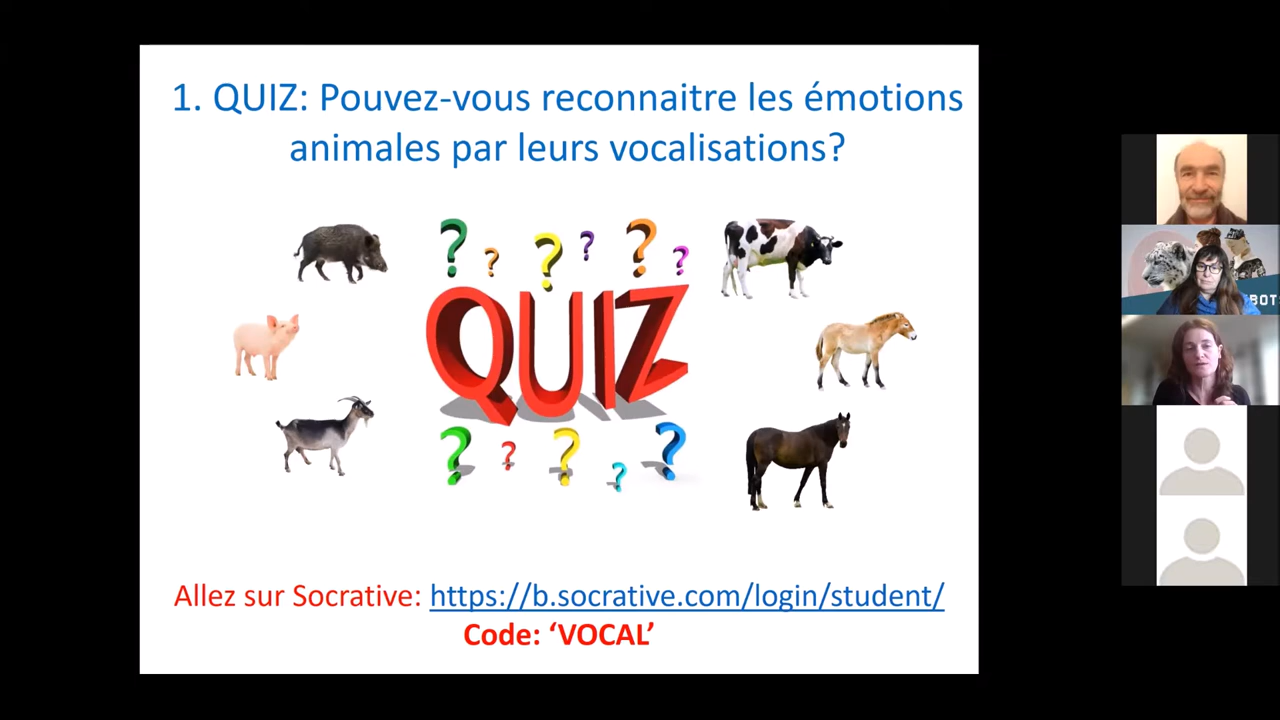 1. QUIZ: Pouvez-vous reconnaitre les émotions
animales par leurs vocalisations?
? ? ? ? ? ?
QUIZ
? ? ? ? ?
Allez sur Socrative: https://b.socrative.com/login/student/
Code: ‘VOCAL’
BOT